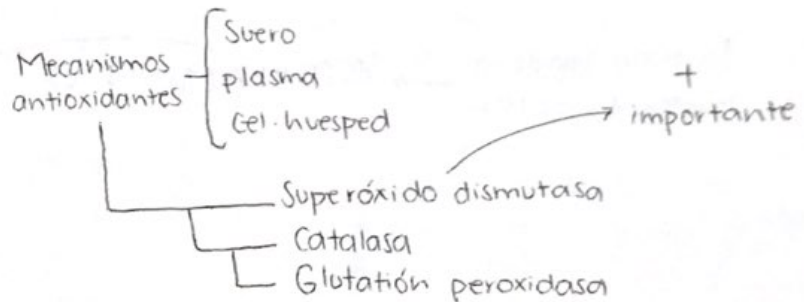 Mecanismos
antioxidantes
Suero
plasma
Cel. huesped
+
importante
Superóxido dismutasa
Catalasa
Glutatión peroxidasa